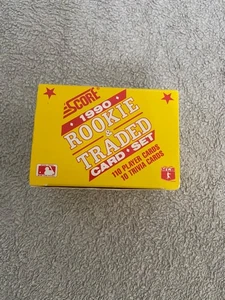 SCORE
1990
ROOKIE
&
TRADED
CARD • SET
110 PLAYER CARDS
10 TRIVIA CARDS